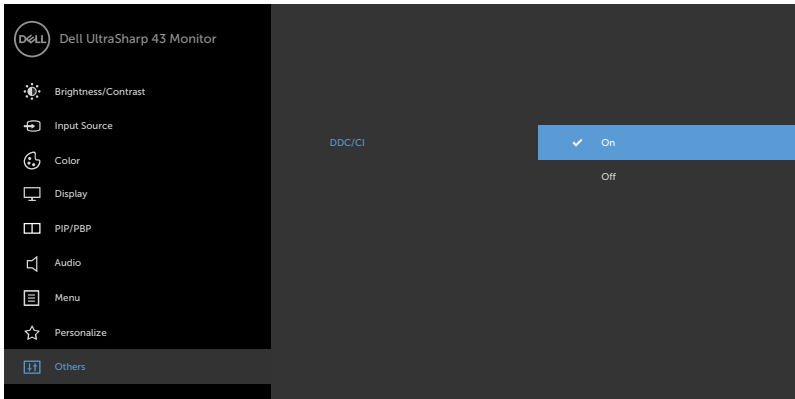 DELL
Dell UltraSharp 43 Monitor
Brightness/Contrast
Input Source
Color
Display
PIP/PBP
Audio
Menu
Personalize
Others
DDC/CI
On
Off